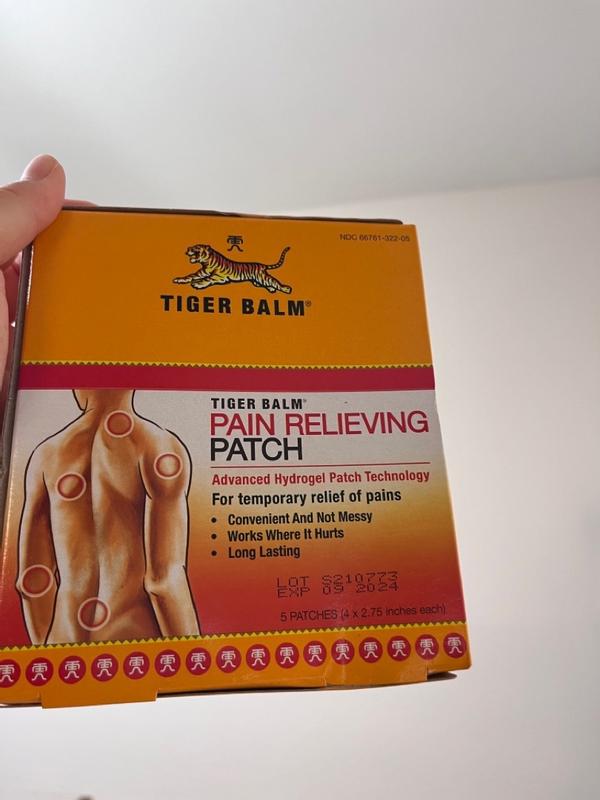 NDC 66761-322-05
TIGER BALM®
TIGER BALM®
PAIN RELIEVING
PATCH
Advanced Hydrogel Patch Technology
For temporary relief of pains
• Convenient And Not Messy
• Works Where It Hurts
• Long Lasting
LOT S210773
EXP 09 2024
5 PATCHES (4 x 2.75 inches each)